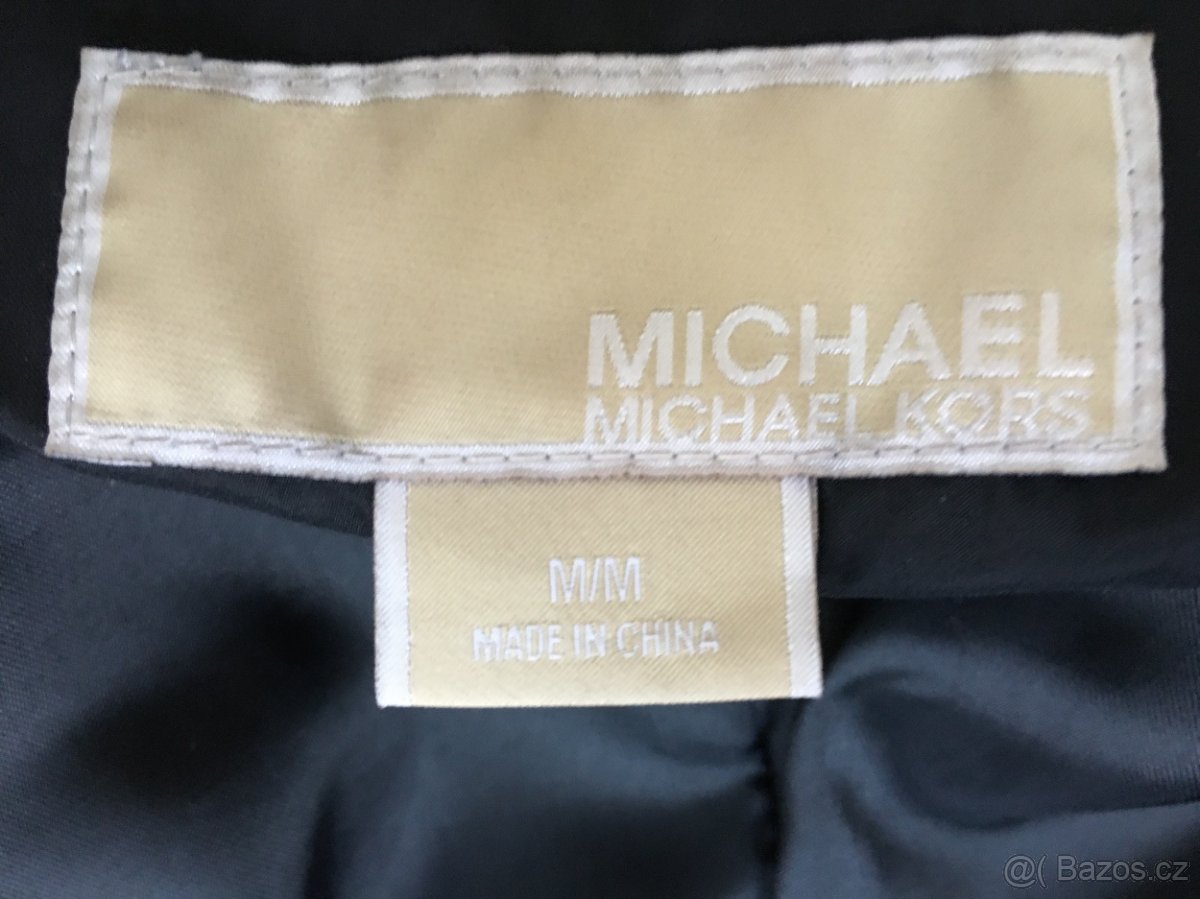 MICHAEL
MICHAEL KORS
M/M
MADE IN CHINA
@( Bazos.cz